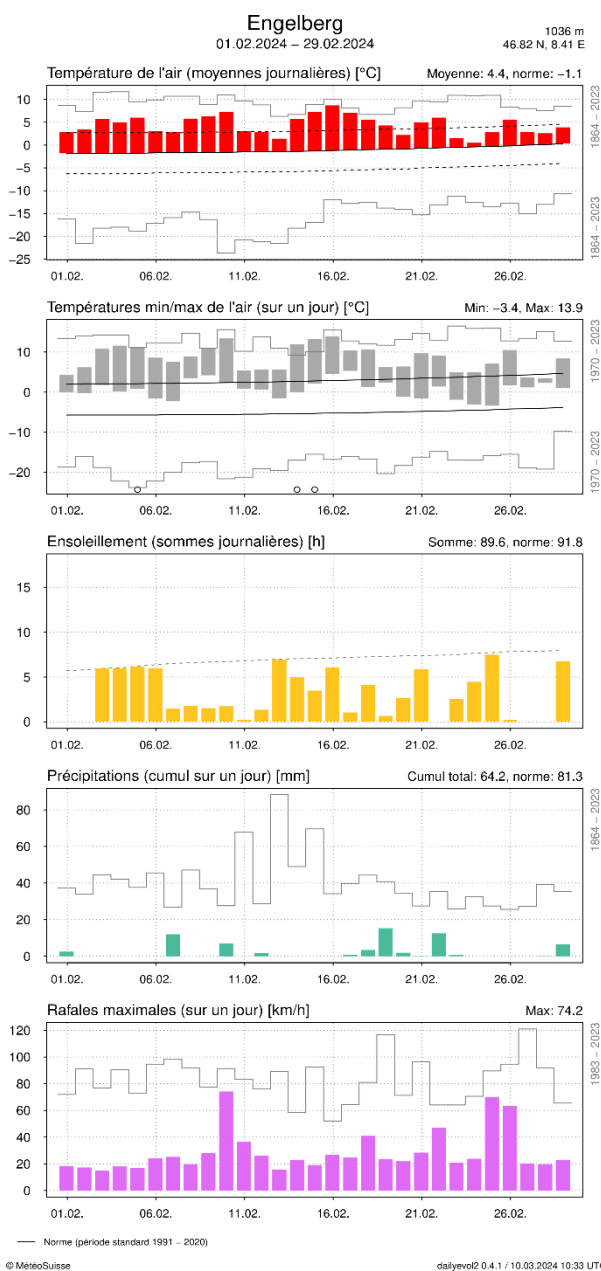 Engelberg
01.02.2024 − 29.02.2024
1036 m
46.82 N, 8.41 E
Température de l'air (moyennes journalières) [°C]
Moyenne: 4.4, norme: −1.1
10
5
0
−5
−10
−15
−20
−25
1864 − 2023
1864 − 2023
01.02.
06.02.
11.02.
16.02.
21.02.
26.02.
Températures min/max de l'air (sur un jour) [°C]
Min: −3.4, Max: 13.9
10
0
−10
−20
1970 − 2023
1970 − 2023
01.02.
06.02.
11.02.
16.02.
21.02.
26.02.
Ensoleillement (sommes journalières) [h]
Somme: 89.6, norme: 91.8
15
10
5
0
01.02.
06.02.
11.02.
16.02.
21.02.
26.02.
Précipitations (cumul sur un jour) [mm]
Cumul total: 64.2, norme: 81.3
80
60
40
20
0
1864 − 2023
01.02.
06.02.
11.02.
16.02.
21.02.
26.02.
Rafales maximales (sur un jour) [km/h]
Max: 74.2
120
100
80
60
40
20
0
1983 − 2023
01.02.
06.02.
11.02.
16.02.
21.02.
26.02.
Norme (période standard 1991 − 2020)
© MétéoSuisse
dailyevol2 0.4.1 / 10.03.2024 10:33 UTC